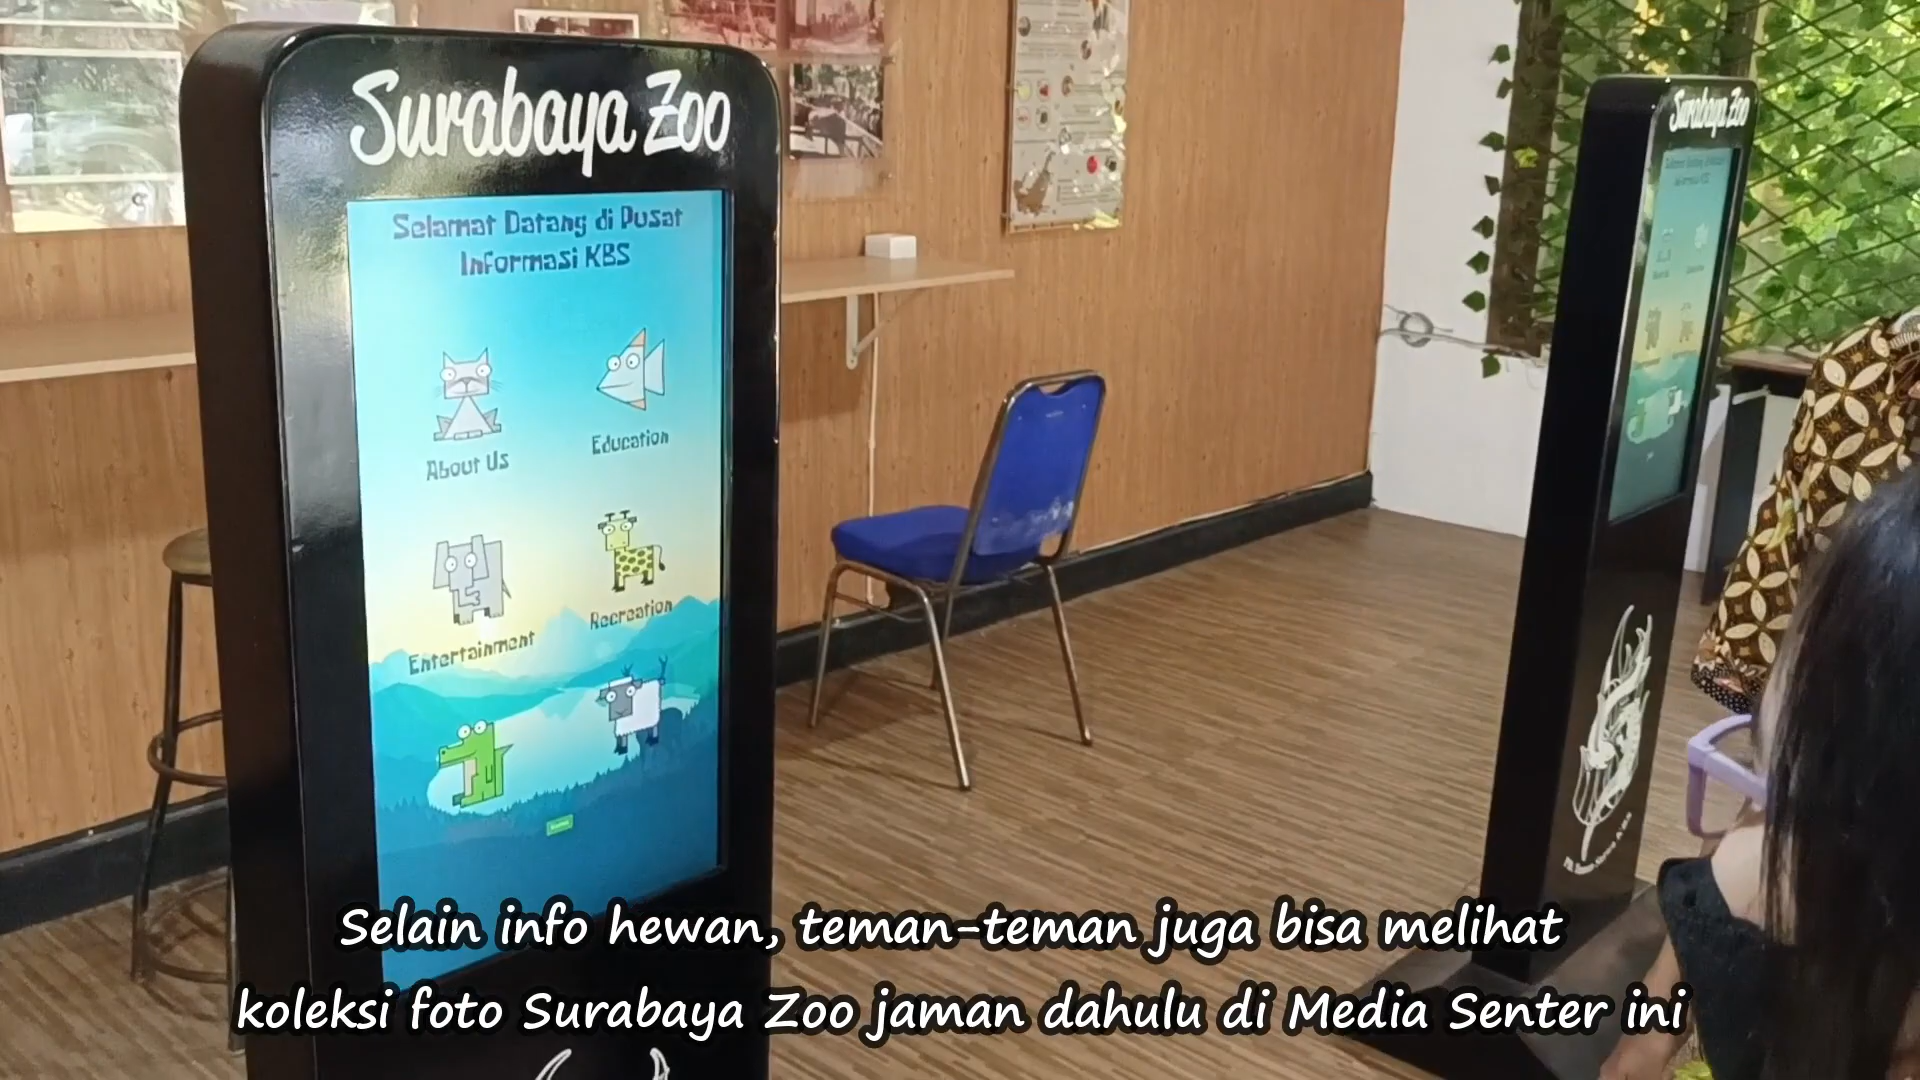 Surabaya Zoo
Selamat Datang di Pusat
Informasi KBS
About Us
Education
Entertainment
Recreation
Surabaya Zoo
Selain info hewan, teman-teman juga bisa melihat
koleksi foto Surabaya Zoo jaman dahulu di Media Senter ini